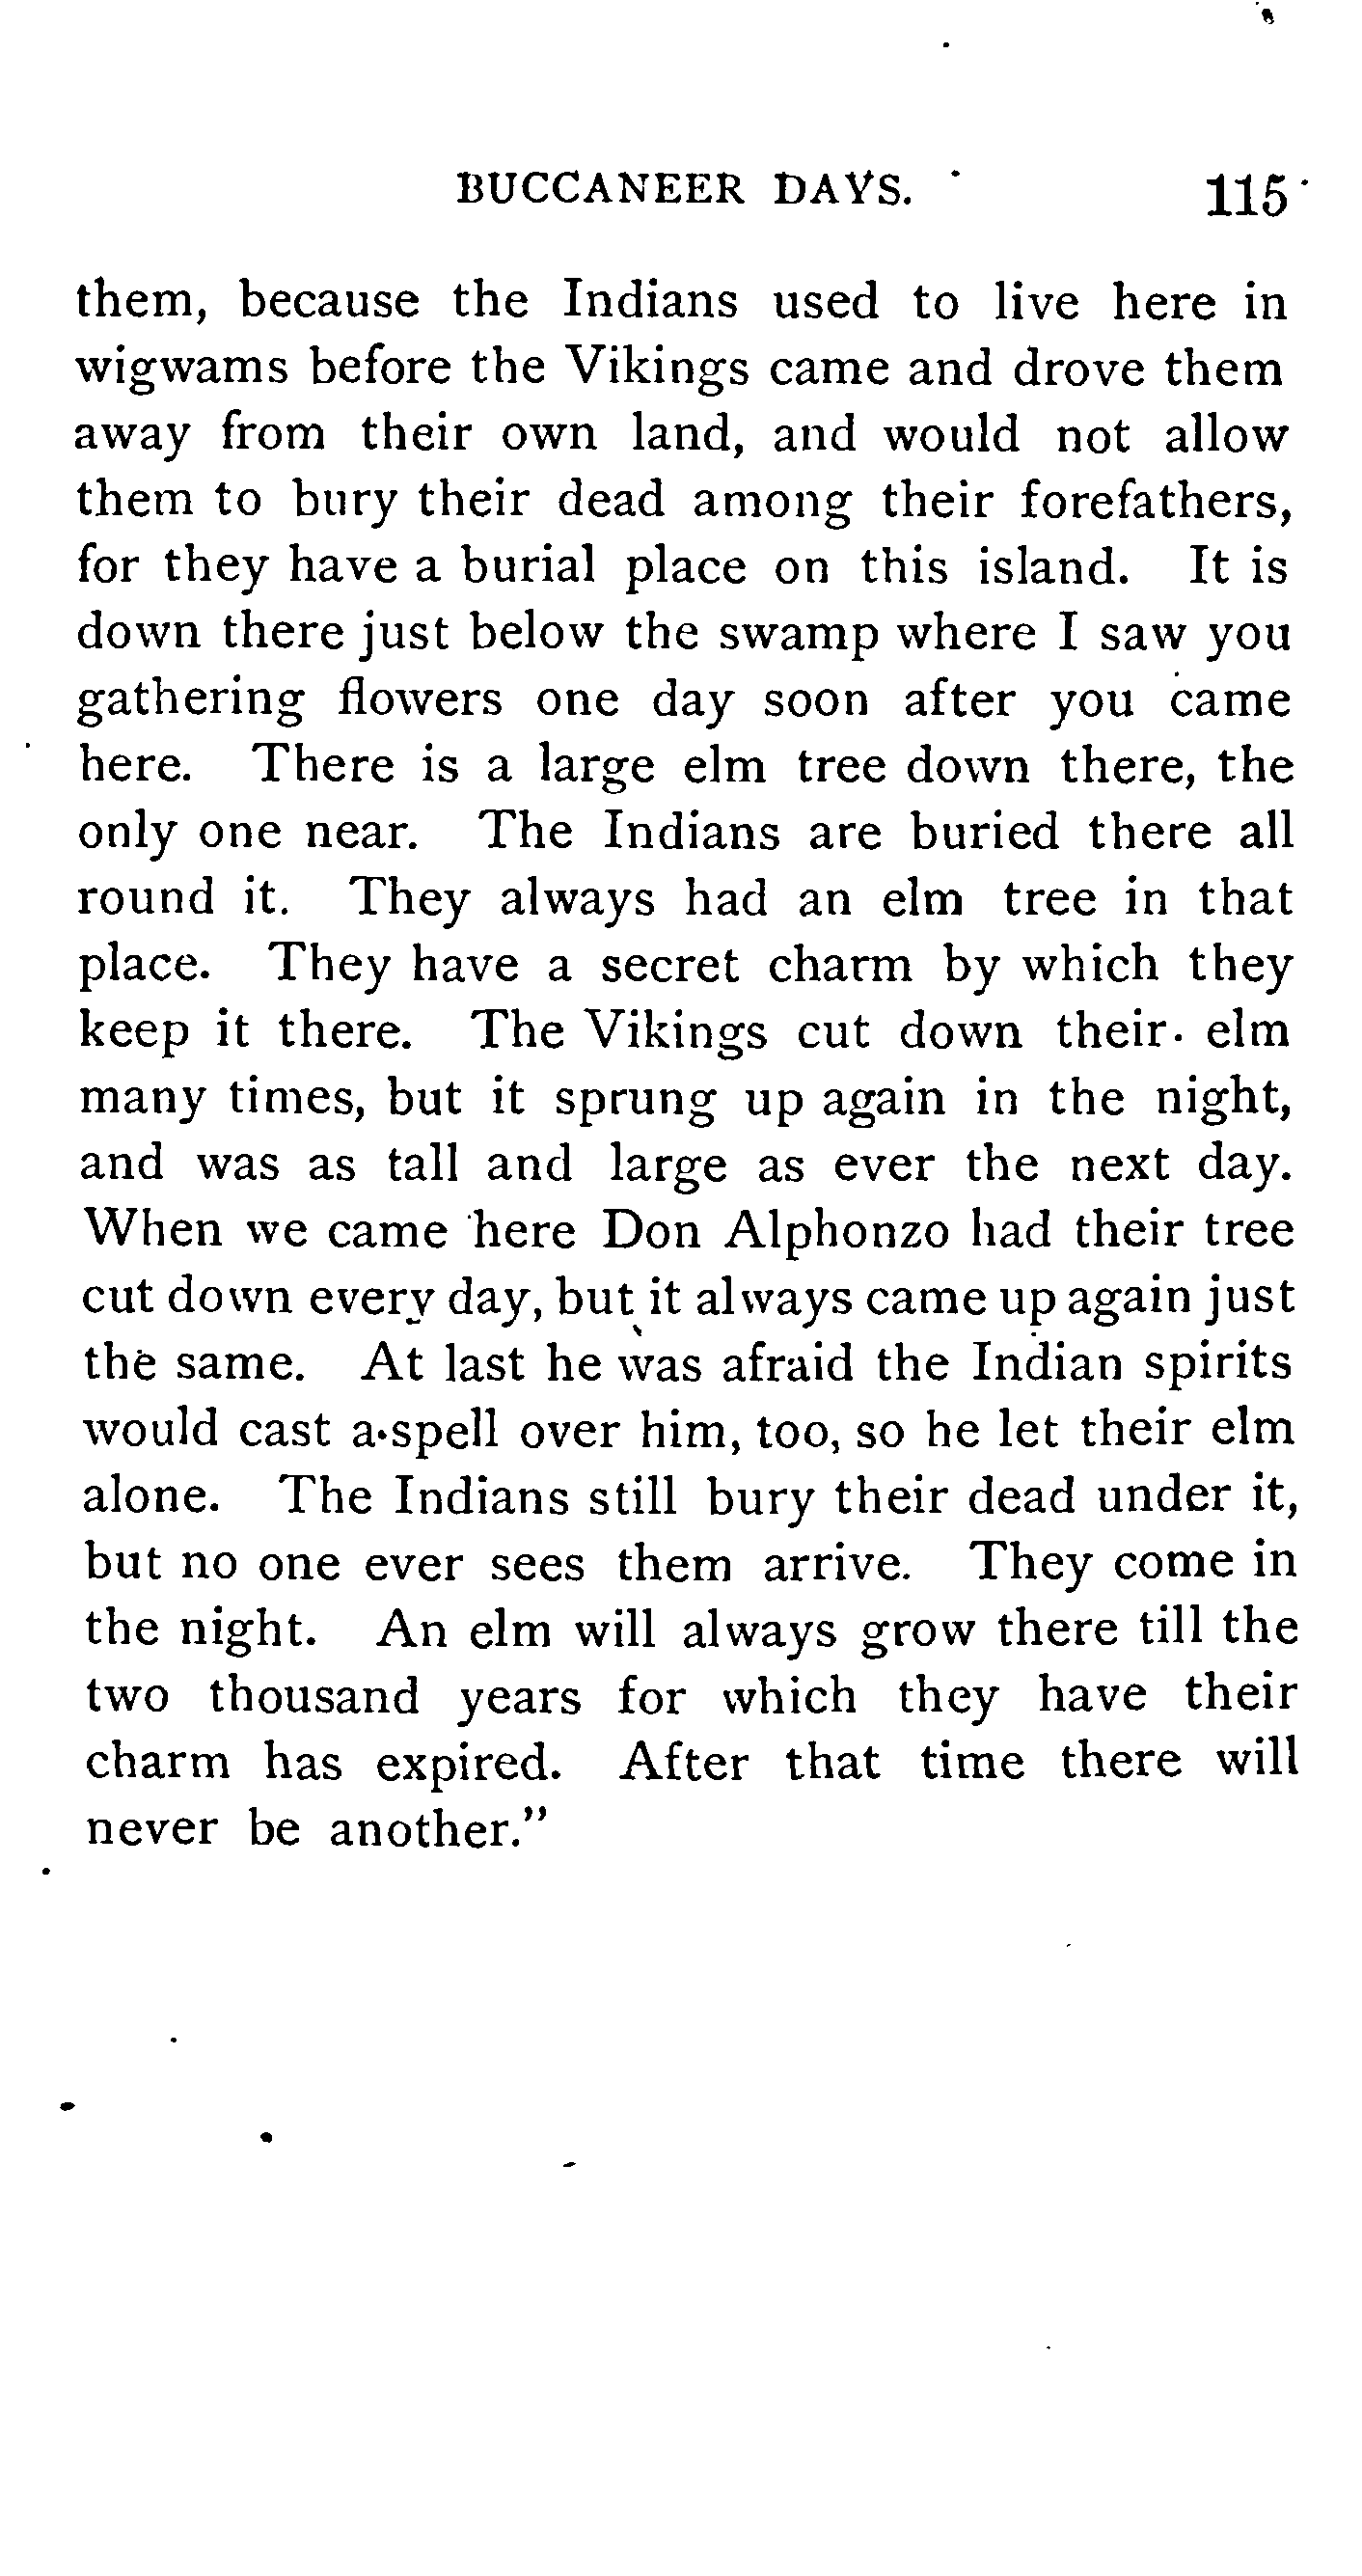 BUCCANEER DAYS. 115
them, because the Indians used to live here in
wigwams before the Vikings came and drove them
away from their own land, and would not allow
them to bury their dead among their forefathers,
for they have a burial place on this island. It is
down there just below the swamp where I saw you
gathering flowers one day soon after you came
here. There is a large elm tree down there, the
only one near. The Indians are buried there all
round it. They always had an elm tree in that
place. They have a secret charm by which they
keep it there. The Vikings cut down their elm
many times, but it sprung up again in the night,
and was as tall and large as ever the next day.
When we came here Don Alphonzo had their tree
cut down every day, but it always came up again just
the same. At last he was afraid the Indian spirits
would cast a spell over him, too, so he let their elm
alone. The Indians still bury their dead under it,
but no one ever sees them arrive. They come in
the night. An elm will always grow there till the
two thousand years for which they have their
charm has expired. After that time there will
never be another."